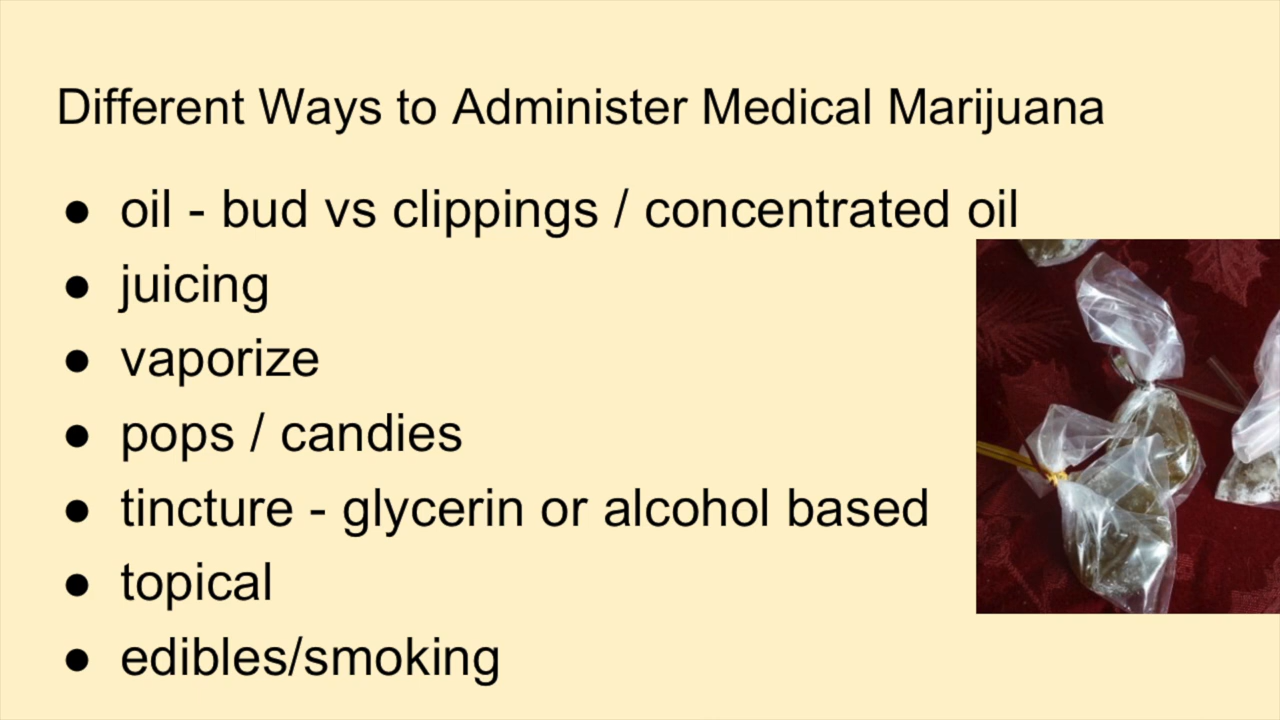 Different Ways to Administer Medical Marijuana
● oil - bud vs clippings / concentrated oil
● juicing
● vaporize
● pops / candies
● tincture - glycerin or alcohol based
● topical
● edibles/smoking